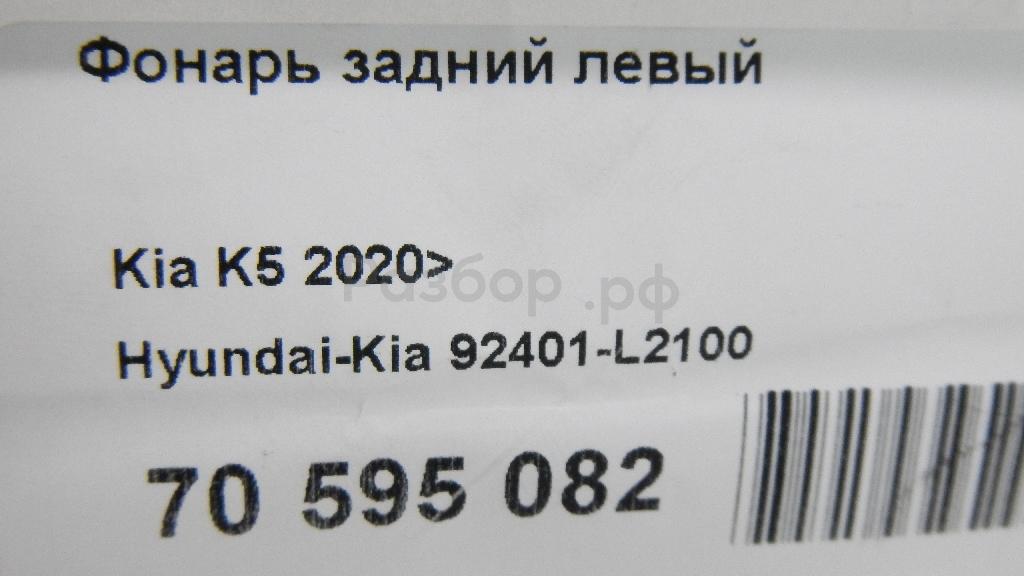 Фонарь задний левый
Kia K5 2020>
Разбор.рф
Hyundai-Kia 92401-L2100
70 595 082